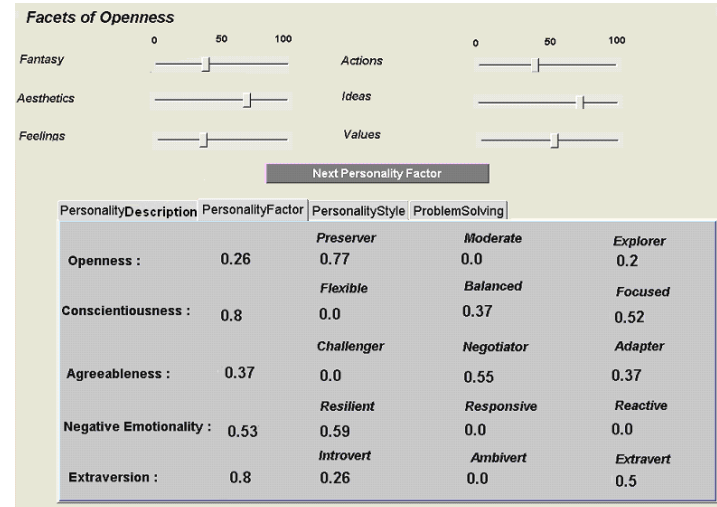 Facets of Openness
0 50 100 0 50 100
Fantasy Actions
Aesthetics Ideas
Feelings Values
Next Personality Factor
PersonalityDescription PersonalityFactor PersonalityStyle ProblemSolving
Preserver Moderate Explorer
Openness : 0.26 0.77 0.0 0.2
Flexible Balanced Focused
Conscientiousness : 0.8 0.0 0.37 0.52
Challenger Negotiator Adapter
Agreeableness : 0.37 0.0 0.55 0.37
Resilient Responsive Reactive
Negative Emotionality : 0.53 0.59 0.0 0.0
Introvert Ambivert Extravert
Extraversion : 0.8 0.26 0.0 0.5